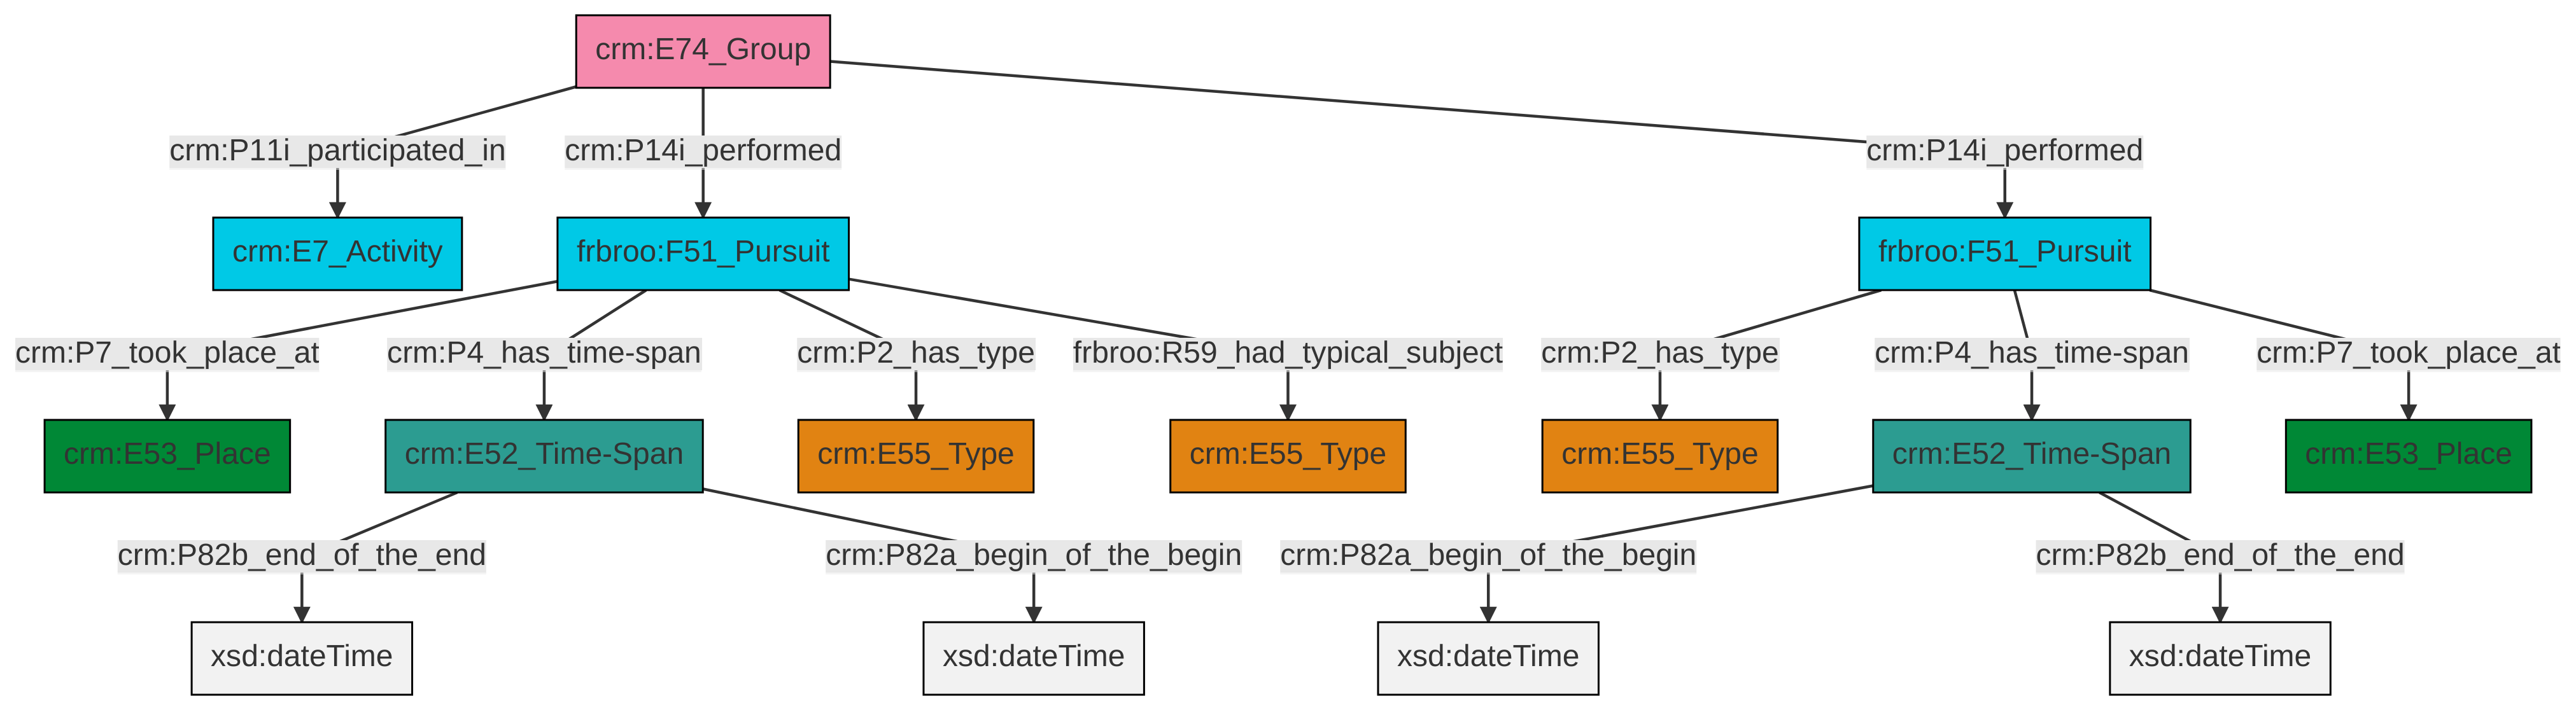 crm:E74_Group
crm:P11i_participated_in
crm:P14i_performed
crm:P14i_performed
crm:E7_Activity
frbroo:F51_Pursuit
frbroo:F51_Pursuit
crm:P7_took_place_at
crm:P4_has_time-span
crm:P2_has_type
frbroo:R59_had_typical_subject
crm:P2_has_type
crm:P4_has_time-span
crm:P7_took_place_at
crm:E53_Place
crm:E52_Time-Span
crm:E55_Type
crm:E55_Type
crm:E55_Type
crm:E52_Time-Span
crm:E53_Place
crm:P82b_end_of_the_end
crm:P82a_begin_of_the_begin
crm:P82a_begin_of_the_begin
crm:P82b_end_of_the_end
xsd:dateTime
xsd:dateTime
xsd:dateTime
xsd:dateTime